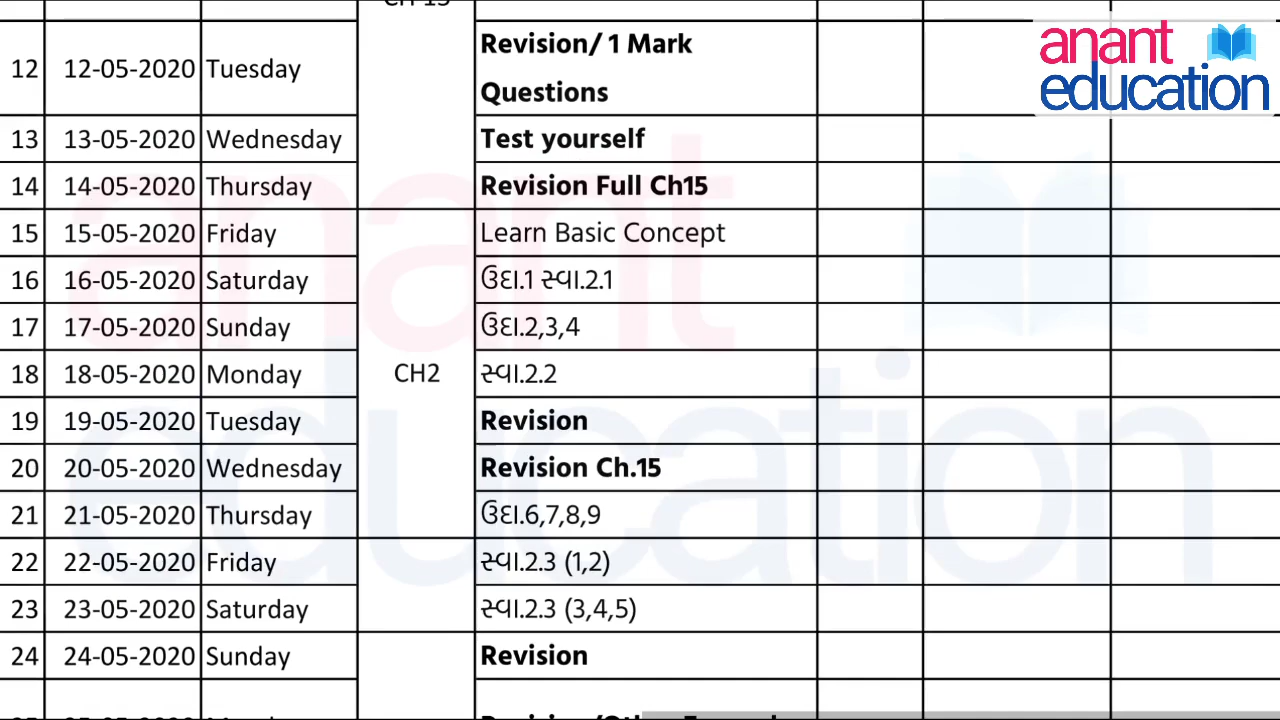 CH 15
12 12-05-2020 Tuesday Revision/ 1 Mark
Questions
13 13-05-2020 Wednesday Test yourself
14 14-05-2020 Thursday Revision Full Ch15
15 15-05-2020 Friday Learn Basic Concept
16 16-05-2020 Saturday ઉદા.1 સ્વા.2.1
17 17-05-2020 Sunday ઉદા.2,3,4
18 18-05-2020 Monday CH2 સ્વા.2.2
19 19-05-2020 Tuesday Revision
20 20-05-2020 Wednesday Revision Ch.15
21 21-05-2020 Thursday ઉદા.6,7,8,9
22 22-05-2020 Friday સ્વા.2.3 (1,2)
23 23-05-2020 Saturday સ્વા.2.3 (3,4,5)
24 24-05-2020 Sunday Revision
anant
education
anant
education